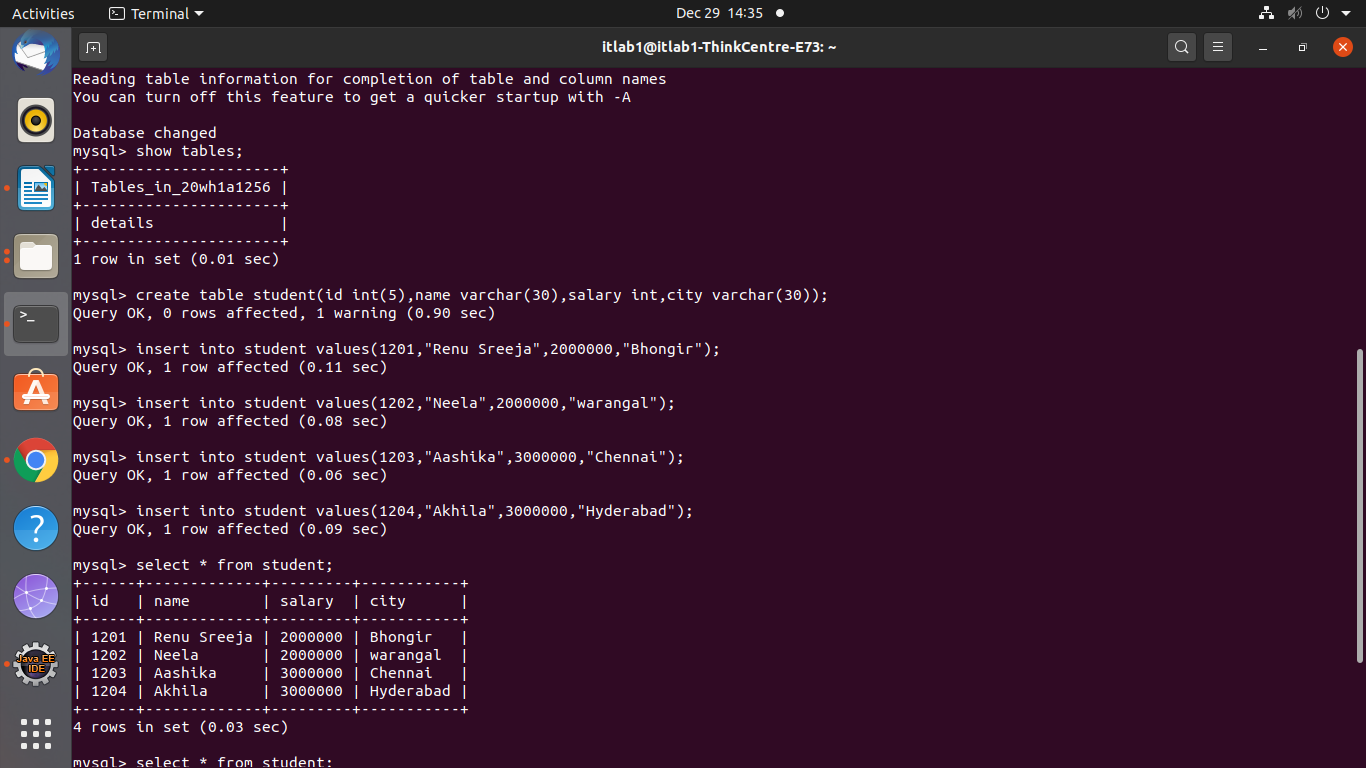 Activities Terminal Dec 29 14:35
itlab1@itlab1-ThinkCentre-E73: ~
Reading table information for completion of table and column names
You can turn off this feature to get a quicker startup with -A
Database changed
mysql> show tables;
+----------------------+
| Tables_in_20wh1a1256 |
+----------------------+
| details              |
+----------------------+
1 row in set (0.01 sec)
mysql> create table student(id int(5),name varchar(30),salary int,city varchar(30));
Query OK, 0 rows affected, 1 warning (0.90 sec)
mysql> insert into student values(1201,"Renu Sreeja",2000000,"Bhongir");
Query OK, 1 row affected (0.11 sec)
mysql> insert into student values(1202,"Neela",2000000,"warangal");
Query OK, 1 row affected (0.08 sec)
mysql> insert into student values(1203,"Aashika",3000000,"Chennai");
Query OK, 1 row affected (0.06 sec)
mysql> insert into student values(1204,"Akhila",3000000,"Hyderabad");
Query OK, 1 row affected (0.09 sec)
mysql> select * from student;
+------+-------------+---------+-----------+
| id   | name        | salary  | city      |
+------+-------------+---------+-----------+
| 1201 | Renu Sreeja | 2000000 | Bhongir   |
| 1202 | Neela       | 2000000 | warangal  |
| 1203 | Aashika     | 3000000 | Chennai   |
| 1204 | Akhila      | 3000000 | Hyderabad |
+------+-------------+---------+-----------+
4 rows in set (0.03 sec)
mysql> select * from student;
Java EE
IDE